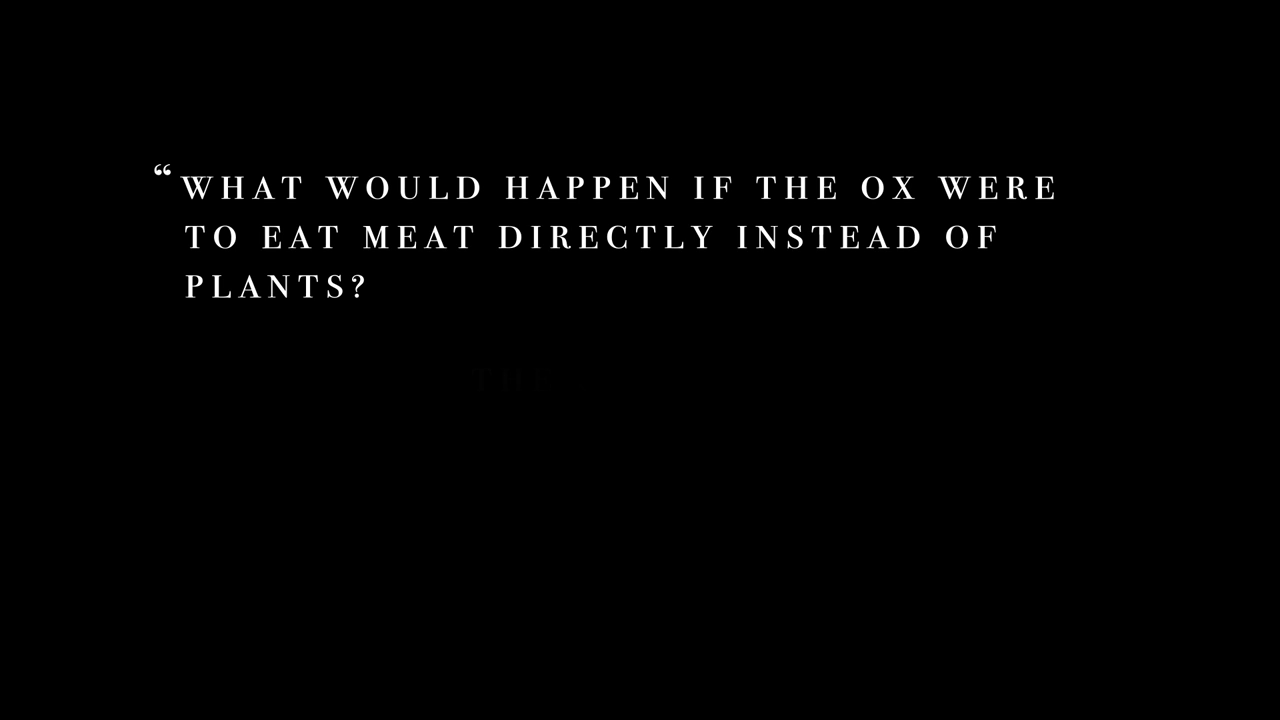 “WHAT WOULD HAPPEN IF THE OX WERE
TO EAT MEAT DIRECTLY INSTEAD OF
PLANTS?